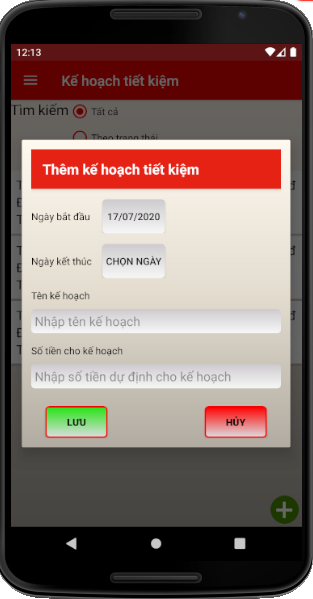 12:13
Kế hoạch tiết kiệm
Tìm kiếm Tất cả
Theo trạng thái
Thêm kế hoạch tiết kiệm
Ngày bắt đầu 17/07/2020
Ngày kết thúc CHỌN NGÀY
Tên kế hoạch
Nhập tên kế hoạch
Số tiền cho kế hoạch
Nhập số tiền dự định cho kế hoạch
LƯU HỦY